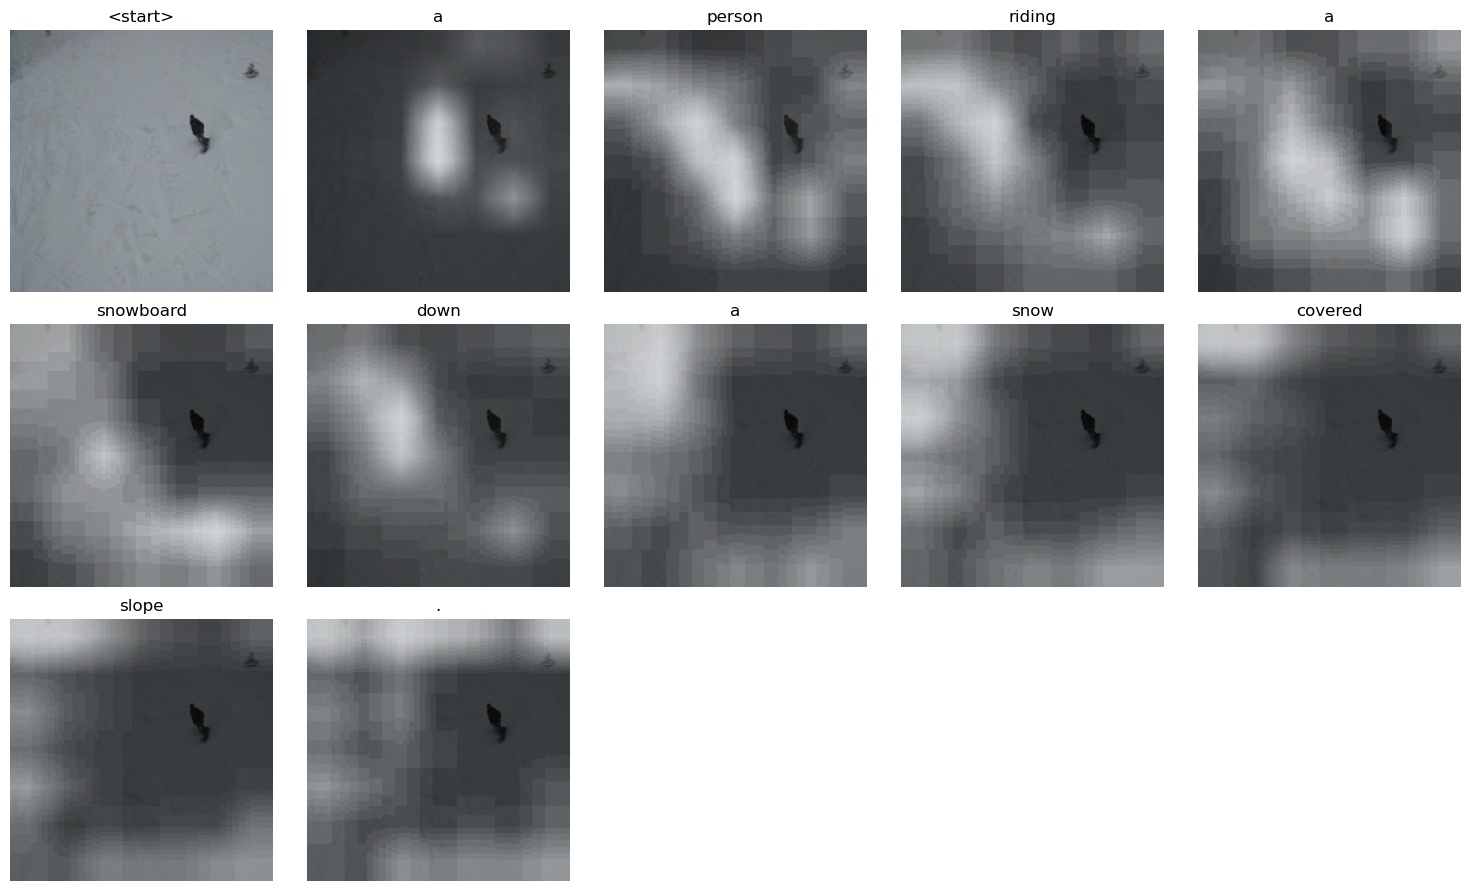 <start> a person riding a
snowboard down a snow covered
slope .